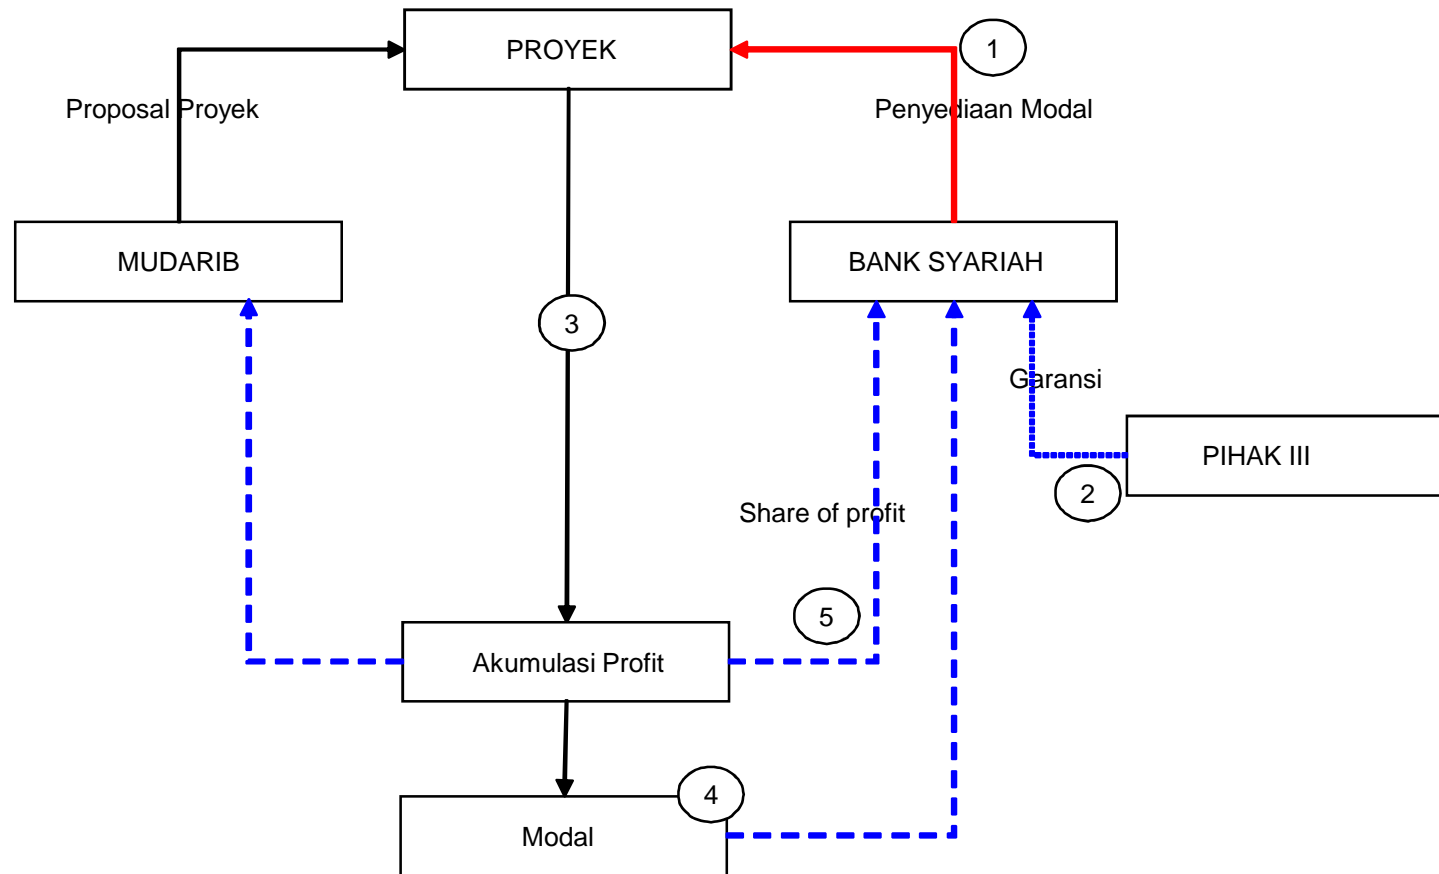 PROYEK
1
Proposal Proyek
Penyediaan Modal
MUDARIB
BANK SYARIAH
3
Garansi
PIHAK III
2
Share of profit
5
Akumulasi Profit
4
Modal